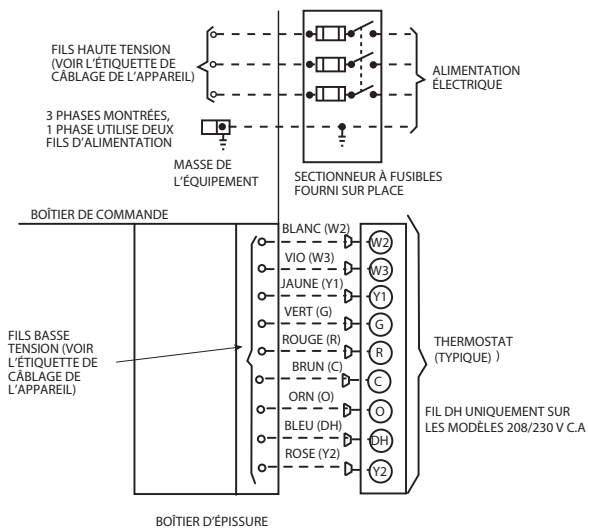 FILS HAUTE TENSION
(VOIR L'ÉTIQUETTE DE
CÂBLAGE DE L'APPAREIL)
ALIMENTATION
ÉLECTRIQUE
3 PHASES MONTRÉES,
1 PHASE UTILISE DEUX
FILS D'ALIMENTATION
MASSE DE
L'ÉQUIPEMENT
SECTIONNEUR À FUSIBLES
FOURNI SUR PLACE
BOÎTIER DE COMMANDE
BLANC (W2)
W2
VIO (W3)
W3
JAUNE (Y1)
Y1
VERT (G)
G
ROUGE (R)
R
BRUN (C)
C
ORN (O)
O
BLEU (DH)
DH
ROSE (Y2)
Y2
FILS BASSE
TENSION (VOIR
L'ÉTIQUETTE DE
CÂBLAGE DE
L'APPAREIL)
THERMOSTAT
(TYPIQUE) )
FIL DH UNIQUEMENT SUR
LES MODÈLES 208/230 V C.A
BOÎTIER D'ÉPISSURE